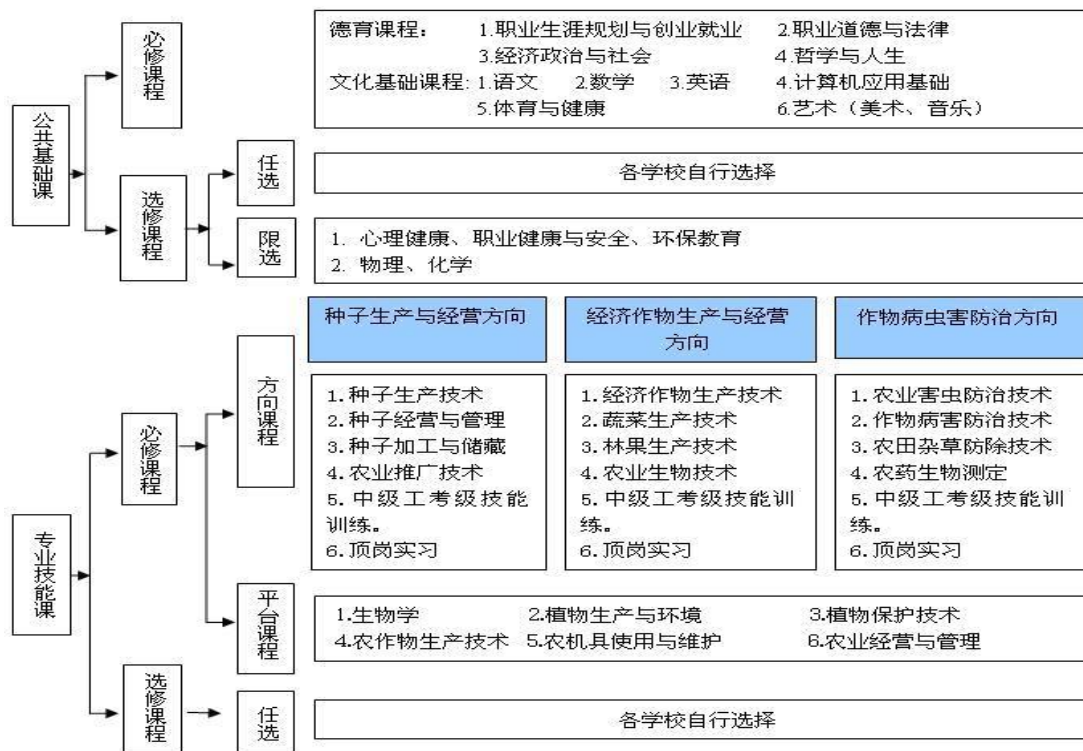 公共基础课
必修课程
德育课程： 1.职业生涯规划与创业就业 2.职业道德与法律
3.经济政治与社会 4.哲学与人生
文化基础课程: 1.语文 2.数学 3.英语 4.计算机应用基础
5.体育与健康 6.艺术（美术、音乐）
选修课程
任选
各学校自行选择
限选
1. 心理健康、职业健康与安全、环保教育
2. 物理、化学
专业技能课
必修课程
方向课程
种子生产与经营方向
1.种子生产技术
2.种子经营与管理
3.种子加工与储藏
4.农业推广技术
5.中级工考级技能
训练。
6.顶岗实习
经济作物生产与经营
方向
1.经济作物生产技术
2.蔬菜生产技术
3.林果生产技术
4.农业生物技术
5.中级工考级技能训
练。
6.顶岗实习
作物病虫害防治方向
1.农业害虫防治技术
2.作物病害防治技术
3.农田杂草防除技术
4.农药生物测定
5.中级工考级技能训
练。
6.顶岗实习
平台课程
1.生物学 2.植物生产与环境 3.植物保护技术
4.农作物生产技术 5.农机具使用与维护 6.农业经营与管理
选修课程
任选
各学校自行选择